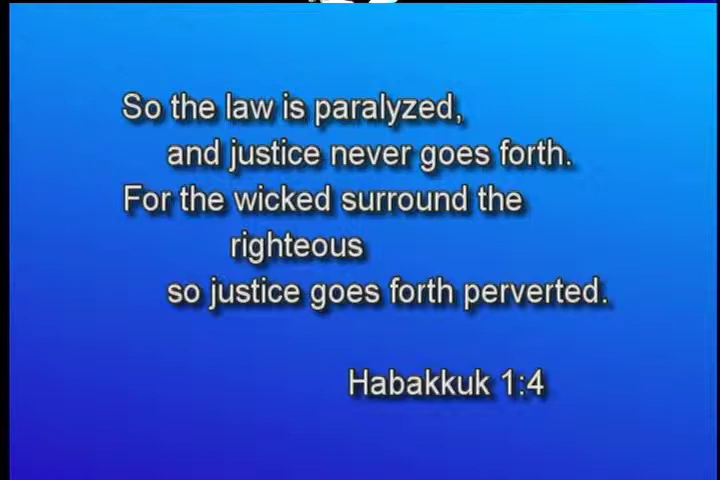 So the law is paralyzed,
and justice never goes forth.
For the wicked surround the
righteous
so justice goes forth perverted.
Habakkuk 1:4